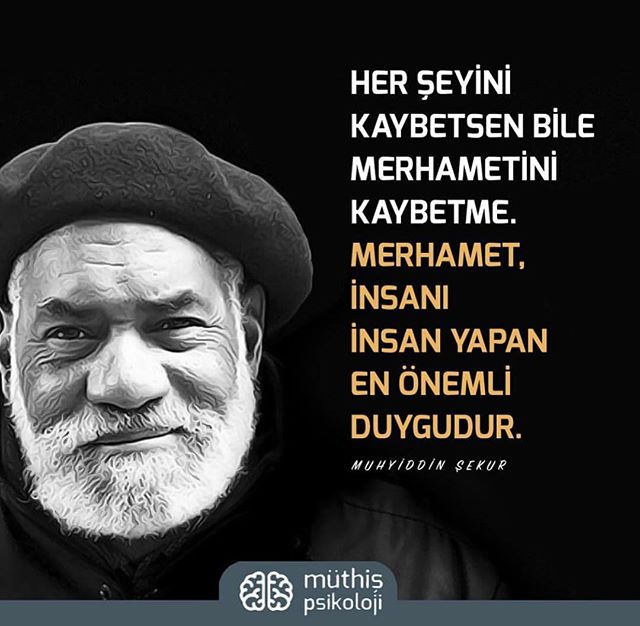 HER ŞEYİNİ
KAYBETSEN BİLE
MERHAMETİNİ
KAYBETME.
MERHAMET,
İNSANI
İNSAN YAPAN
EN ÖNEMLİ
DUYGUDUR.
MUHYİDDİN ŞEKUR
müthiş
psikoloji